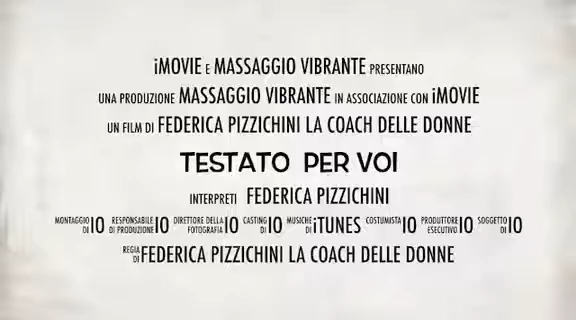 iMOVIE E MASSAGGIO VIBRANTE PRESENTANO
UNA PRODUZIONE MASSAGGIO VIBRANTE IN ASSOCIAZIONE CON iMOVIE
UN FILM DI FEDERICA PIZZICHINI LA COACH DELLE DONNE
TESTATO PER VOI
INTERPRETI FEDERICA PIZZICHINI
MONTAGGIO DI IO RESPONSABILE DI PRODUZIONE IO DIRETTORE DELLA FOTOGRAFIA IO CASTING DI IO MUSICHE DI iTUNES COSTUMISTA IO PRODUTTORE ESECUTIVO IO SOGGETTO DI IO
REGIA DI FEDERICA PIZZICHINI LA COACH DELLE DONNE